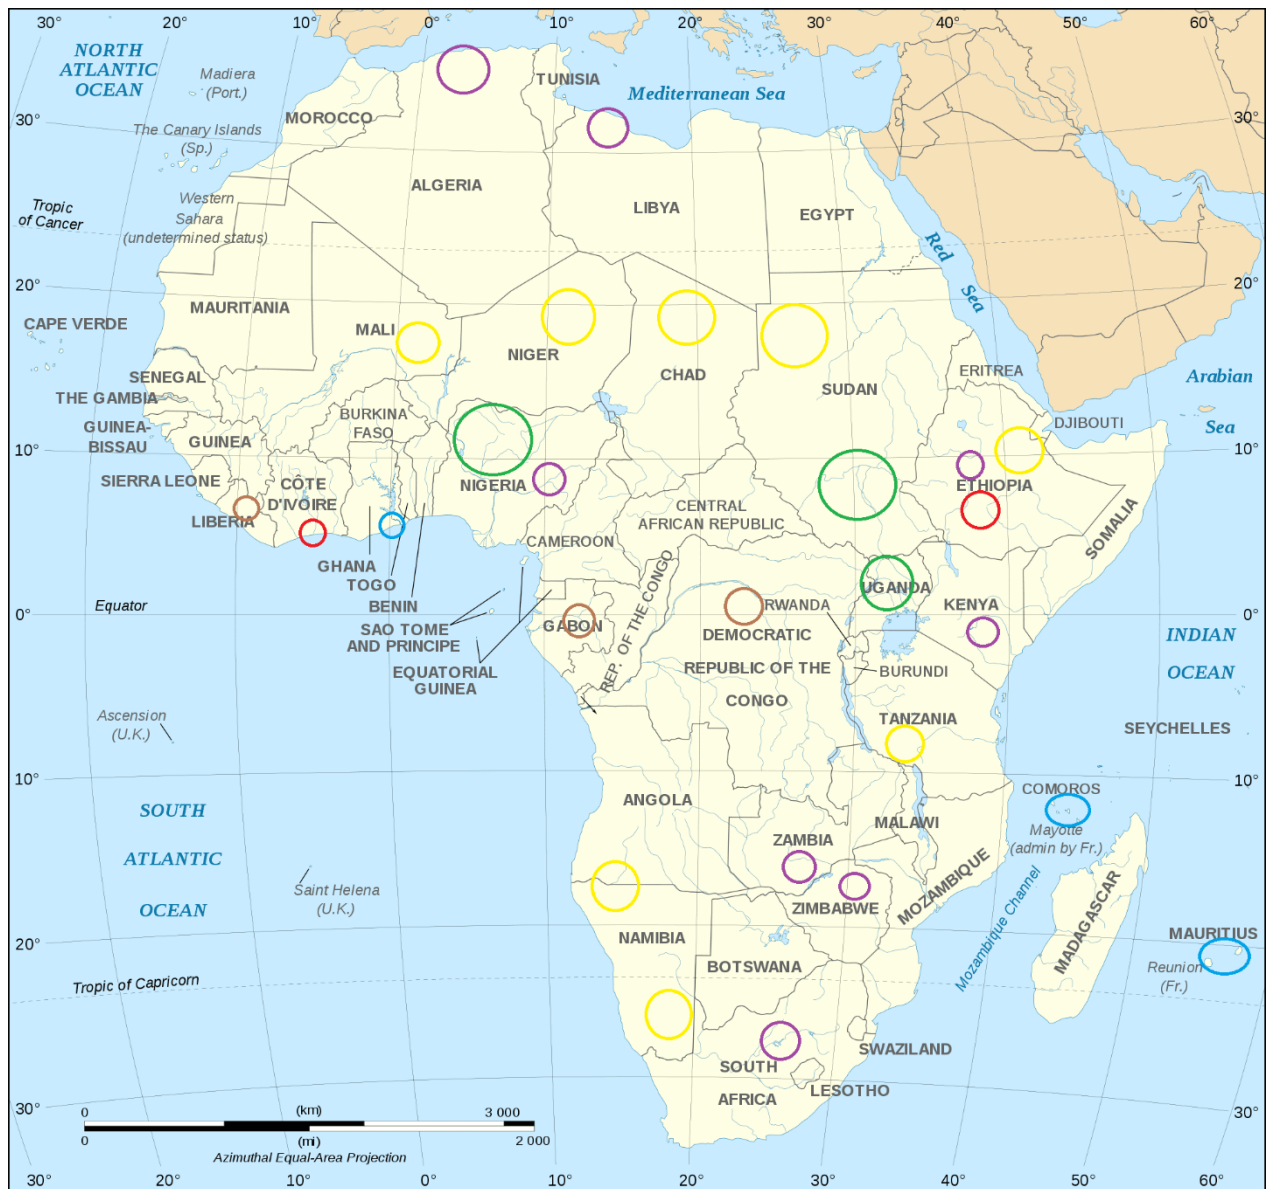 30° 20° 10° 0° 10° 20° 30° 40° 50° 60°
NORTH
ATLANTIC
OCEAN
Madiera
(Port.)
TUNISIA
Mediterranean Sea
MOROCCO
30°
30°
The Canary Islands
(Sp.)
ALGERIA
Western
Sahara
(undetermined status)
LIBYA
EGYPT
Tropic
of Cancer
Red
Sea
20°
20°
MAURITANIA
CAPE VERDE
MALI
NIGER
CHAD
SUDAN
ERITREA
Arabian
Sea
SENEGAL
THE GAMBIA
GUINEA-
BISSAU
BURKINA
FASO
DJIBOUTI
GUINEA
10°
10°
SIERRA LEONE
CÔTE
D'IVOIRE
NIGERIA
ETHIOPIA
CENTRAL
AFRICAN REPUBLIC
SOMALIA
LIBERIA
CAMEROON
GHANA
TOGO
BENIN
UGANDA
Equator
0°
0°
SAO TOME
AND PRINCIPE
GABON
REP. OF THE CONGO
RWANDA
KENYA
DEMOCRATIC
REPUBLIC OF THE
CONGO
INDIAN
OCEAN
EQUATORIAL
GUINEA
BURUNDI
Ascension
(U.K.)
TANZANIA
SEYCHELLES
10°
10°
SOUTH
ATLANTIC
OCEAN
ANGOLA
COMOROS
Mayotte
(admin by Fr.)
ZAMBIA
MALAWI
Saint Helena
(U.K.)
ZIMBABWE
MOZAMBIQUE
Mozambique Channel
MADAGASCAR
MAURITIUS
20°
20°
NAMIBIA
BOTSWANA
Reunion
(Fr.)
Tropic of Capricorn
SWAZILAND
SOUTH
AFRICA
LESOTHO
30°
30°
0 (km) 3 000
0 (mi) 2 000
Azimuthal Equal-Area Projection
30° 20° 10° 0° 10° 20° 30° 40° 50° 60°